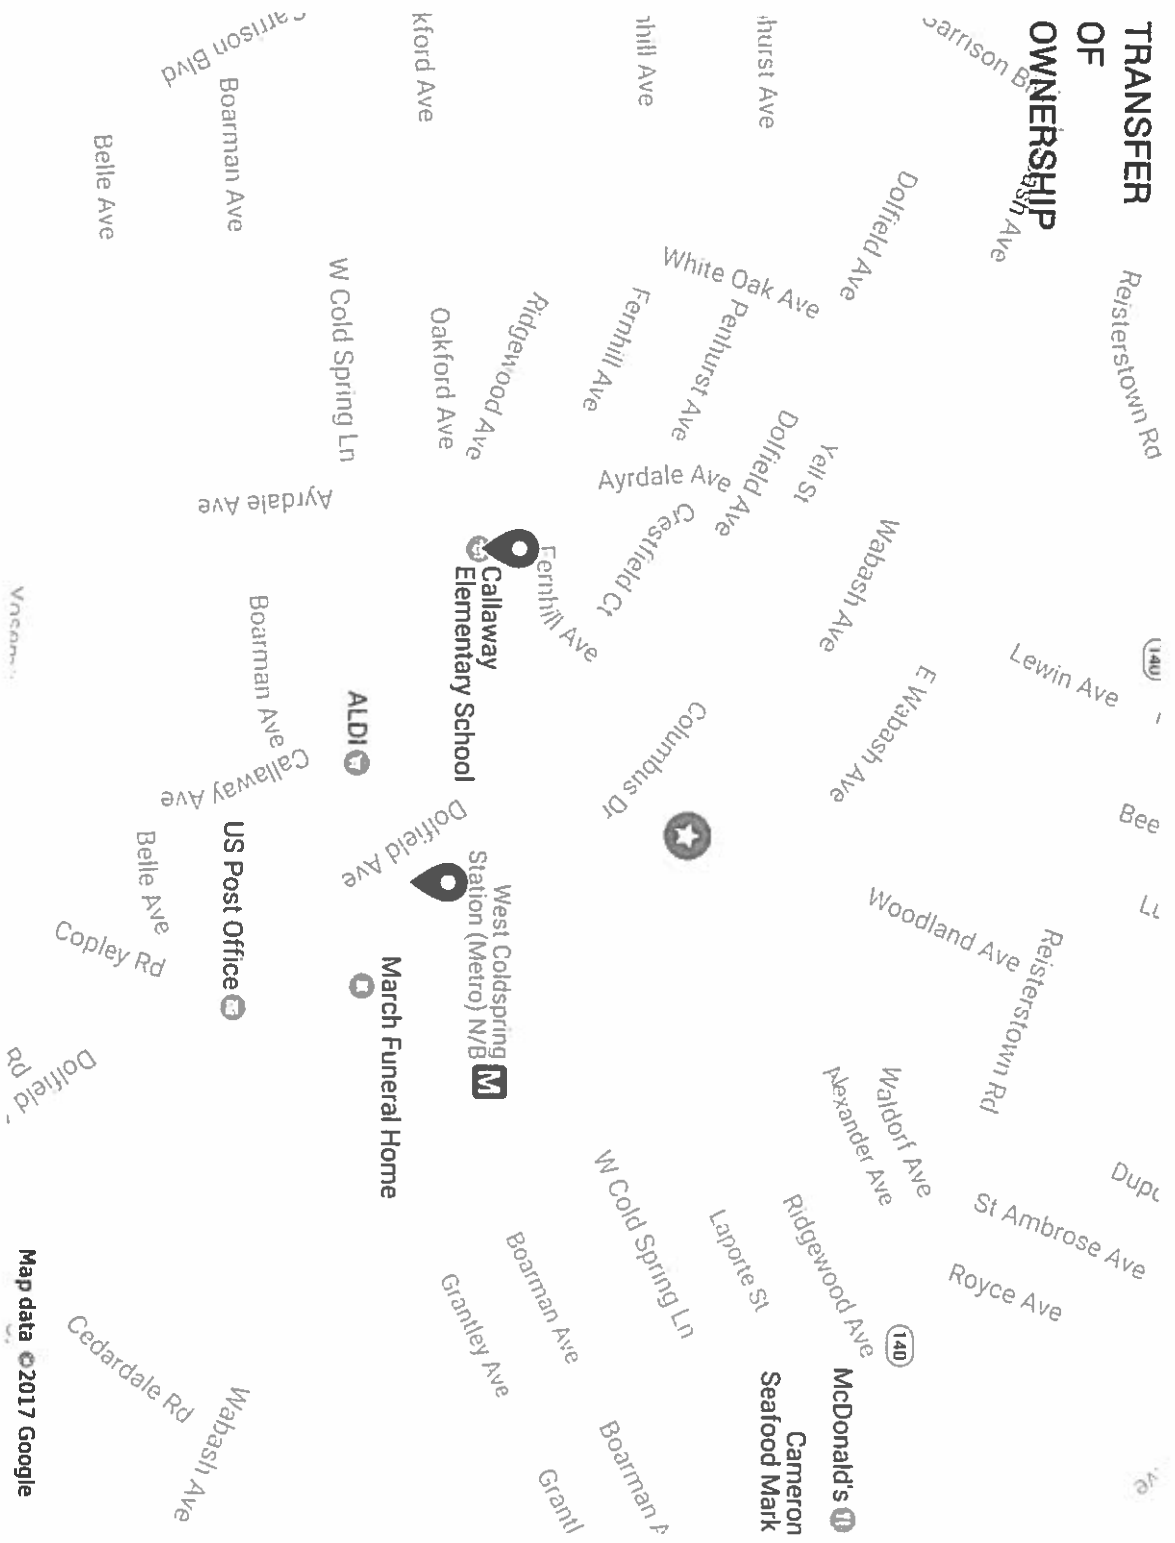 TRANSFER
OF
OWNERSHIP
Reisterstown Rd
140
Lewin Ave
Woodland Ave
Reisterstown Rd
St Ambrose Ave
Royce Ave
Dolfield Ave
Wabash Ave
E Wabash Ave
Waldorf Ave
Alexander Ave
140
McDonald's
Cameron
Seafood Mark
White Oak Ave
Penhurst Ave
Yell St
Dolfield Ave
Ridgewood Ave
Laporte St
Fernhill Ave
Ayrdale Ave
Crestfield Ct
Columbus Dr
W Cold Spring Ln
Ridgewood Ave
Fernhill Ave
Callaway
Elementary School
West Coldspring
Station (Metro) N/B
M
Boarman Ave
Grantley Ave
Oakford Ave
Dolfield Ave
March Funeral Home
W Cold Spring Ln
ALDI
Ayrdale Ave
Boarman Ave
Boarman Ave
Callaway Ave
US Post Office
Belle Ave
Belle Ave
Copley Rd
Dolfield
Rd
Cedardale Rd
Wabash Ave
Map data ©2017 Google